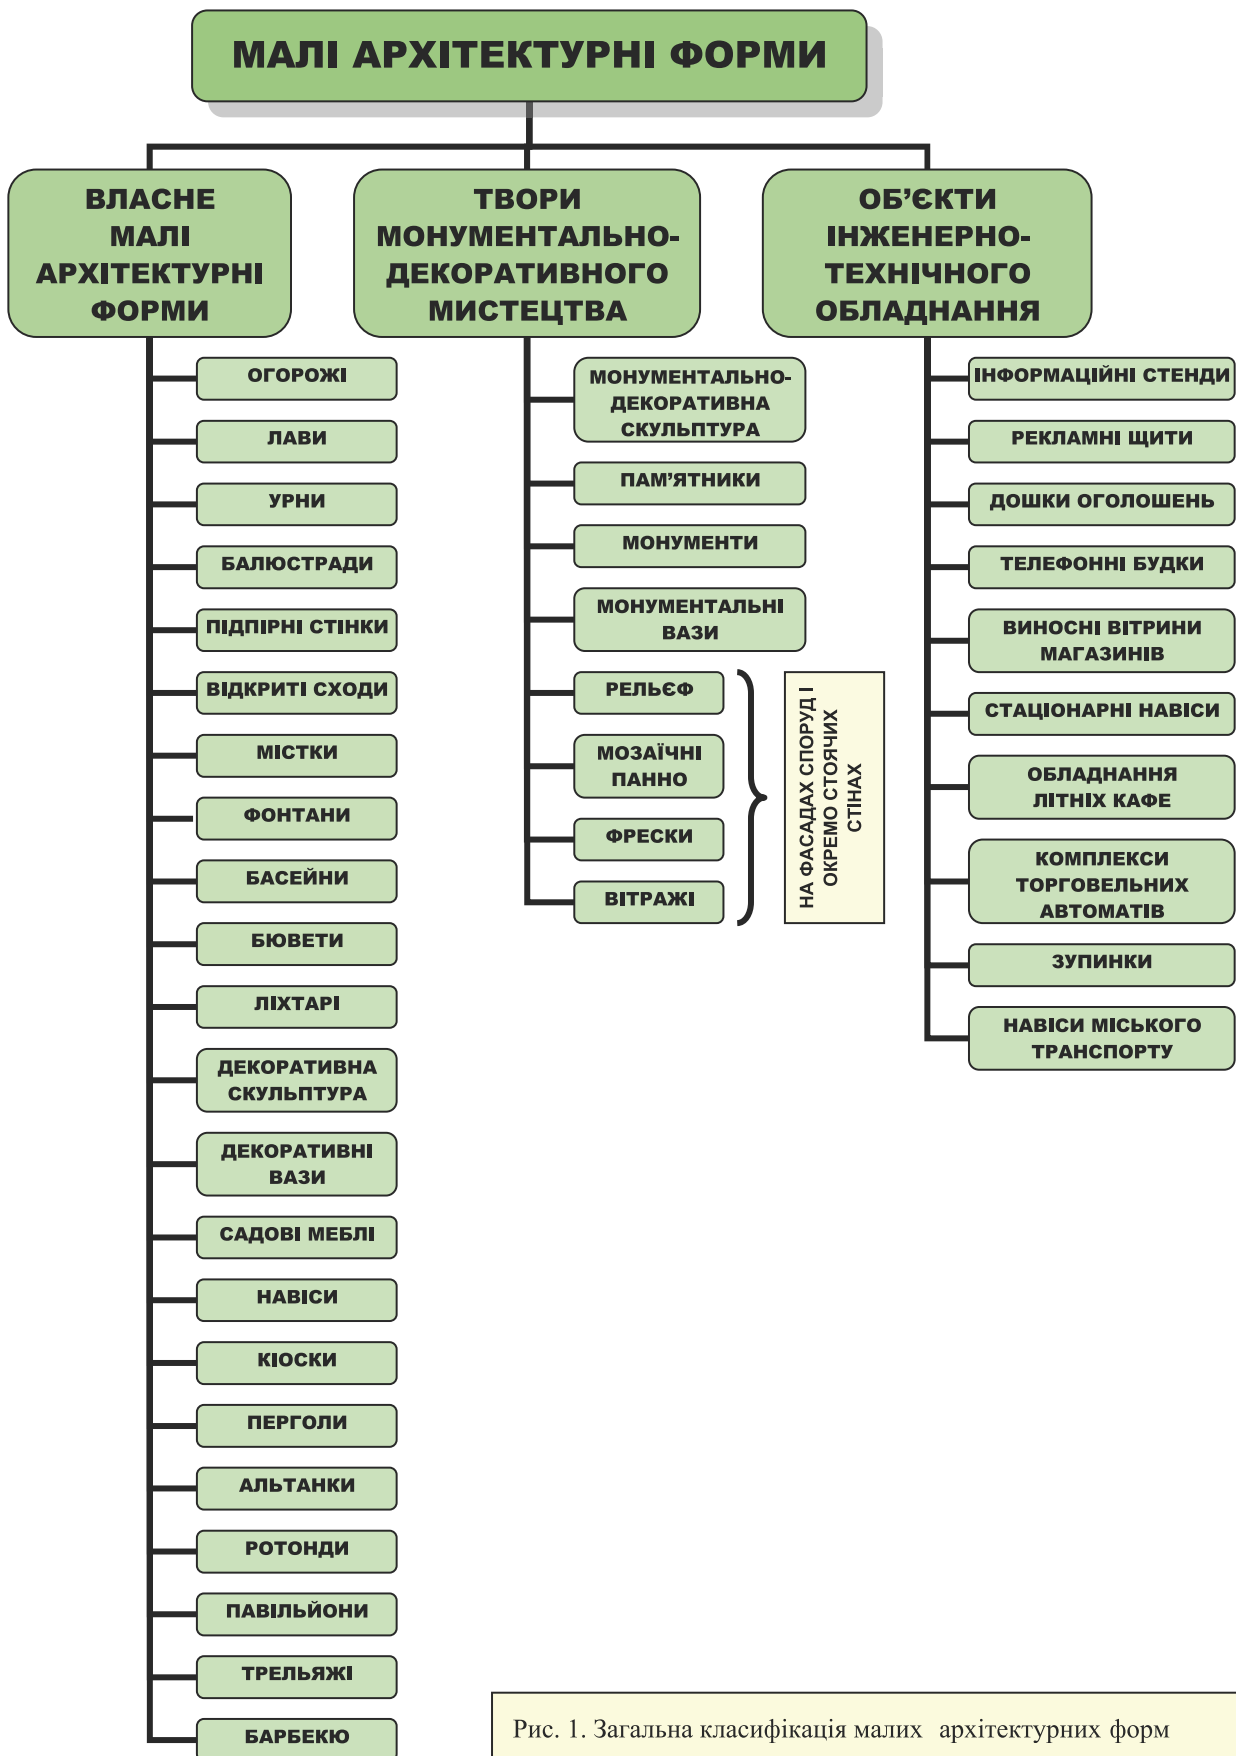 МАЛІ АРХІТЕКТУРНІ ФОРМИ
ВЛАСНЕ
МАЛІ
АРХІТЕКТУРНІ
ФОРМИ
ОГОРОЖІ
ЛАВИ
УРНИ
БАЛЮСТРАДИ
ПІДПІРНІ СТІНКИ
ВІДКРИТІ СХОДИ
МІСТКИ
ФОНТАНИ
БАСЕЙНИ
БЮВЕТИ
ЛІХТАРІ
ДЕКОРАТИВНА
СКУЛЬПТУРА
ДЕКОРАТИВНІ
ВАЗИ
САДОВІ МЕБЛІ
НАВІСИ
КІОСКИ
ПЕРГОЛИ
АЛЬТАНКИ
РОТОНДИ
ПАВІЛЬЙОНИ
ТРЕЛЬЯЖІ
БАРБЕКЮ
ТВОРИ
МОНУМЕНТАЛЬНО-
ДЕКОРАТИВНОГО
МИСТЕЦТВА
МОНУМЕНТАЛЬНО-
ДЕКОРАТИВНА
СКУЛЬПТУРА
ПАМ’ЯТНИКИ
МОНУМЕНТИ
МОНУМЕНТАЛЬНІ
ВАЗИ
РЕЛЬЄФ
МОЗАЇЧНІ
ПАННО
ФРЕСКИ
ВІТРАЖІ
НА ФАСАДАХ СПОРУД І
ОКРЕМО СТОЯЧИХ
СТІНАХ
ОБ’ЄКТИ
ІНЖЕНЕРНО-
ТЕХНІЧНОГО
ОБЛАДНАННЯ
ІНФОРМАЦІЙНІ СТЕНДИ
РЕКЛАМНІ ЩИТИ
ДОШКИ ОГОЛОШЕНЬ
ТЕЛЕФОННІ БУДКИ
ВИНОСНІ ВІТРИНИ
МАГАЗИНІВ
СТАЦІОНАРНІ НАВІСИ
ОБЛАДНАННЯ
ЛІТНІХ КАФЕ
КОМПЛЕКСИ
ТОРГОВЕЛЬНИХ
АВТОМАТІВ
ЗУПИНКИ
НАВІСИ МІСЬКОГО
ТРАНСПОРТУ
Рис. 1. Загальна класифікація малих архітектурних форм